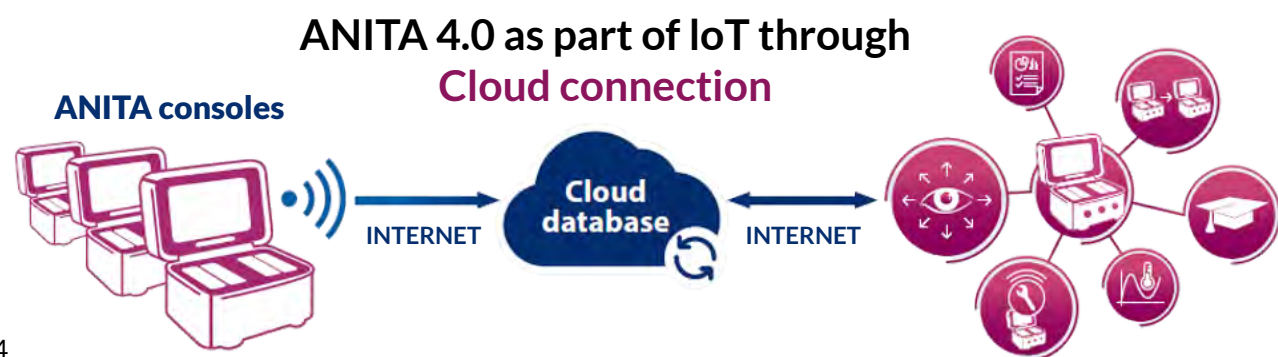 ANITA 4.0 as part of IoT through
Cloud connection
ANITA consoles
Cloud
database
INTERNET
INTERNET
4